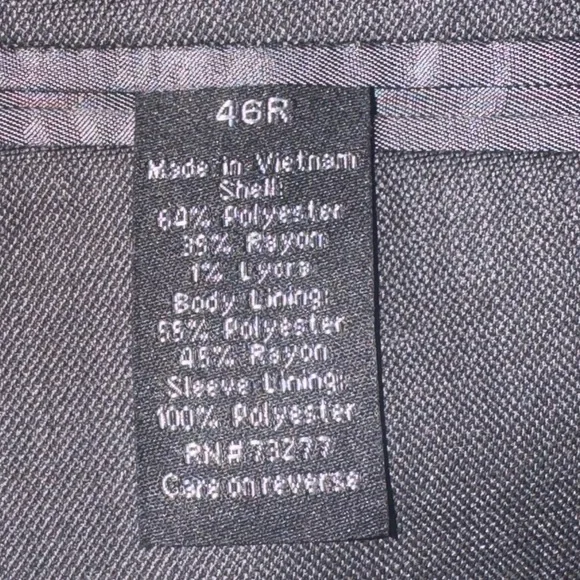 46R
Made in Vietnam
Shell:
64% Polyester
35% Rayon
1% Lycra
Body Lining:
55% Polyester
45% Rayon
Sleeve Lining:
100% Polyester
RN# 73277
Care on reverse